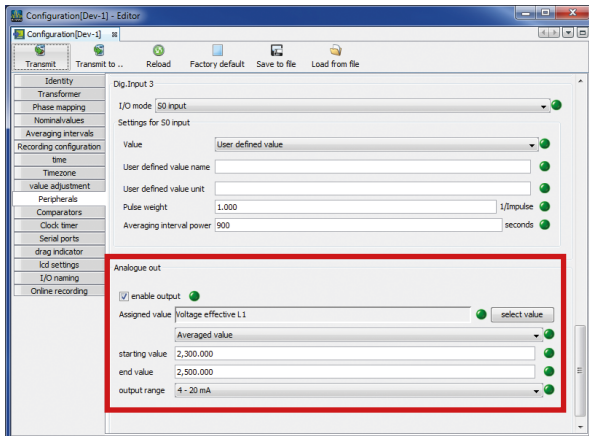 Configuration[Dev-1] - Editor
Configuration[Dev-1]
Transmit Transmit to .. Reload Factory default Save to file Load from file
Identity
Transformer
Phase mapping
Nominalvalues
Averaging intervals
Recording configuration
time
Timezone
value adjustment
Peripherals
Comparators
Clock timer
Serial ports
drag indicator
lcd settings
I/O naming
Online recording
Dig.Input 3
I/O mode S0 input
Settings for S0 input
Value User defined value
User defined value name
User defined value unit
Pulse weight 1.000 1/Impulse
Averaging interval power 900 seconds
Analogue out
enable output
Assigned value Voltage effective L1 select value
Averaged value
starting value 2,300.000
end value 2,500.000
output range 4 - 20 mA